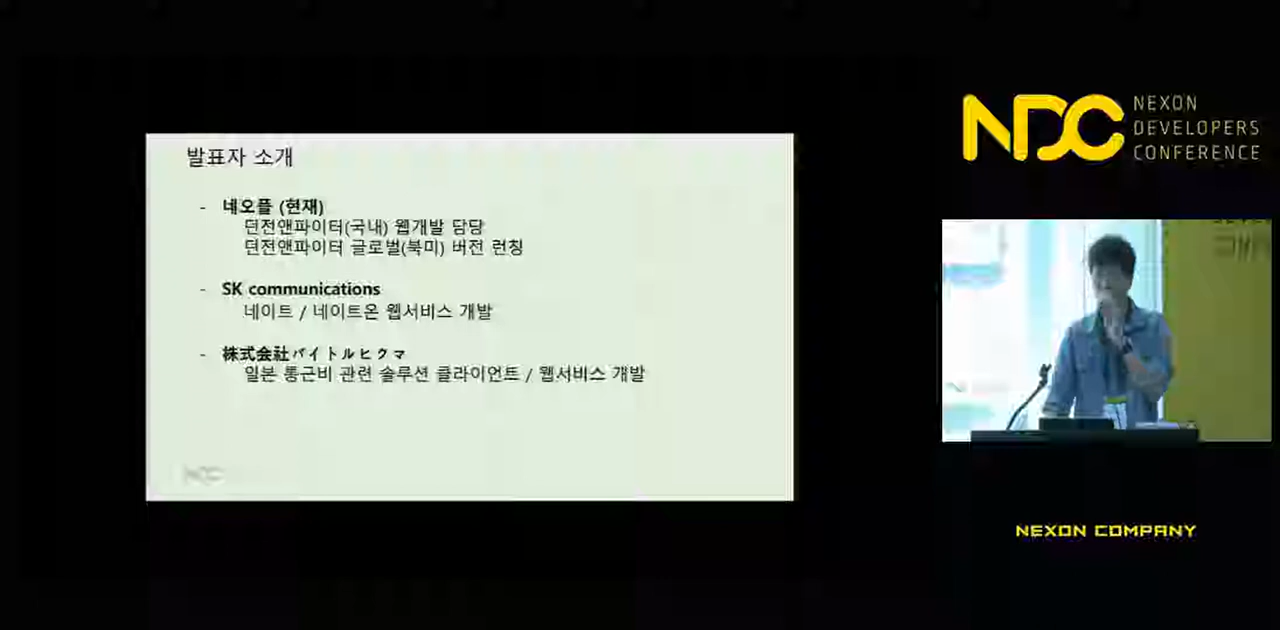 발표자 소개
- 네오플 (현재)
던전앤파이터(국내) 웹개발 담당
던전앤파이터 글로벌(북미) 버전 런칭
- SK communications
네이트 / 네이트온 웹서비스 개발
- 株式会社バイトルヒクマ
일본 통근비 관련 솔루션 클라이언트 / 웹서비스 개발
NDC
NDC
NEXON
DEVELOPERS
CONFERENCE
NEXON COMPANY